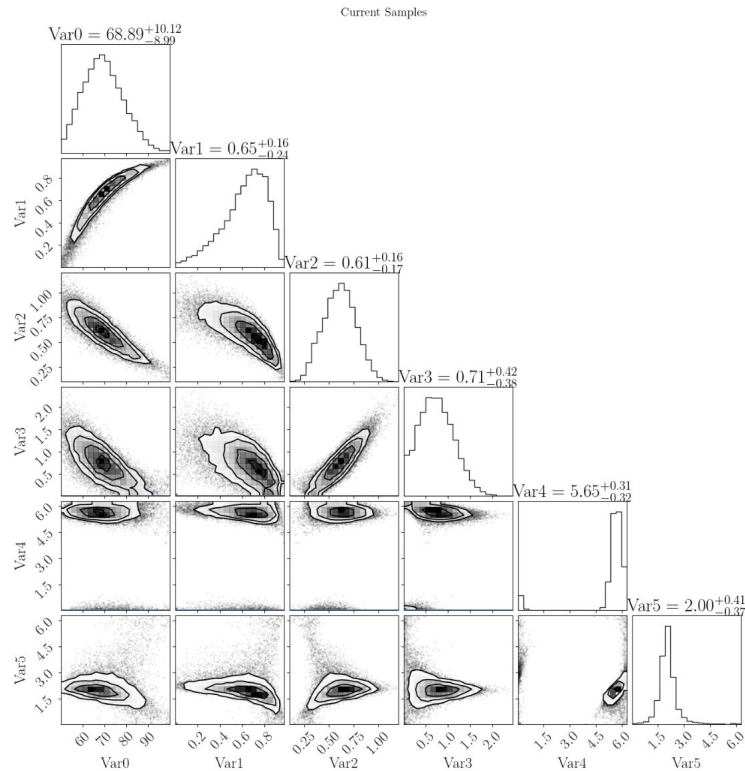 Current Samples
Var0 = 68.89+10.12−8.99
Var1 = 0.65+0.16−0.24
Var1
0.8
0.6
0.4
0.2
Var2 = 0.61+0.16−0.17
Var2
1.00
0.75
0.50
0.25
Var3 = 0.71+0.42−0.38
Var3
2.0
1.5
1.0
0.5
Var4 = 5.65+0.31−0.32
Var4
6.0
4.5
3.0
1.5
Var5 = 2.00+0.41−0.37
Var5
6.0
4.5
3.0
1.5
60 70 80 90 0.2 0.4 0.6 0.8 0.25 0.50 0.75 1.00 0.5 1.0 1.5 2.0 1.5 3.0 4.5 6.0 1.5 3.0 4.5 6.0
Var0 Var1 Var2 Var3 Var4 Var5